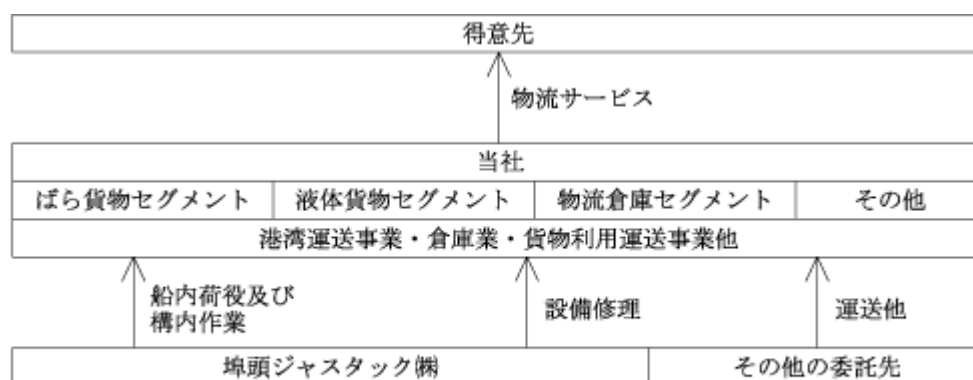 得意先
物流サービス
当社
ばら貨物セグメント 液体貨物セグメント 物流倉庫セグメント その他
港湾運送事業・倉庫業・貨物利用運送事業他
船内荷役及び
構内作業
設備修理
運送他
埠頭ジャスタック㈱ その他の委託先